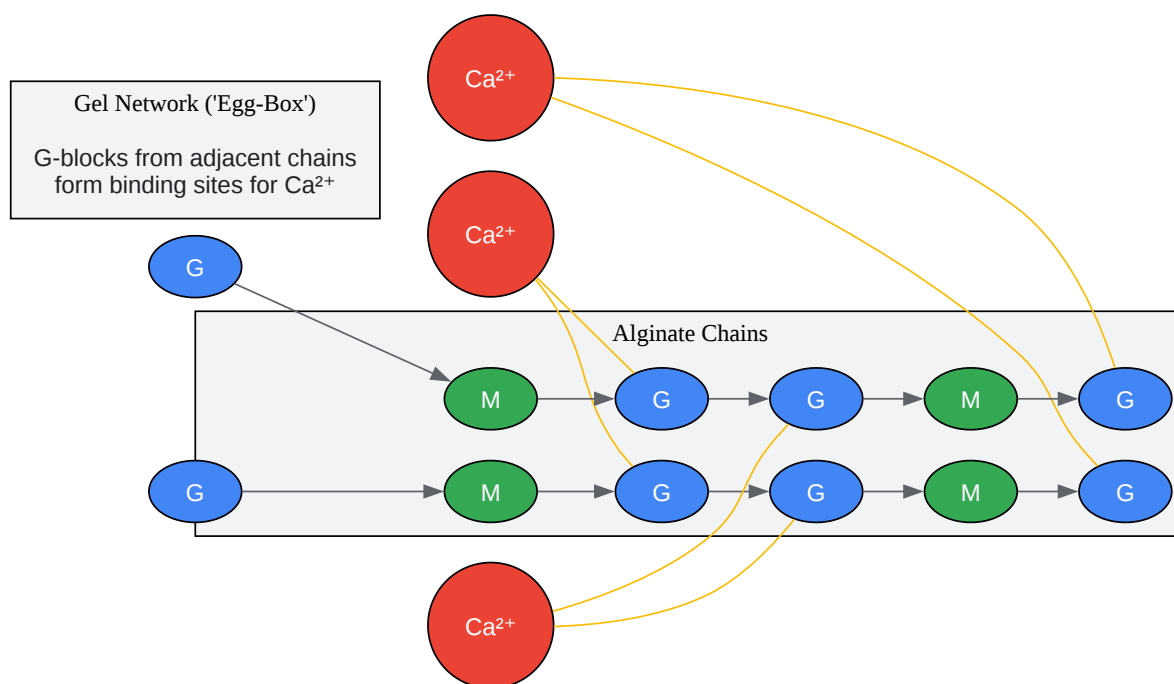 Ca²⁺
Gel Network ('Egg-Box')
G-blocks from adjacent chains
form binding sites for Ca²⁺
Ca²⁺
G
Alginate Chains
M G G M G
G M G G M G
Ca²⁺